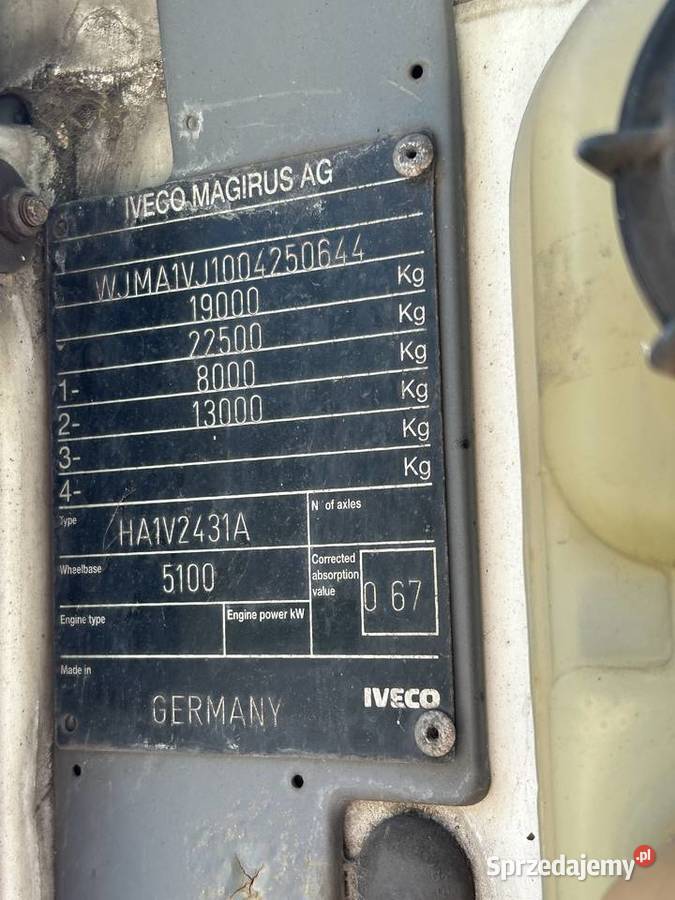 IVECO MAGIRUS AG
WJMA1VJ1004250644
19000 Kg
22500 Kg
1- 8000 Kg
2- 13000 Kg
3- Kg
4- Kg
Type HA1V2431A N° of axles
Wheelbase 5100 Corrected absorption value 0.67
Engine type Engine power kW
Made in GERMANY IVECO
Sprzedajemy.pl